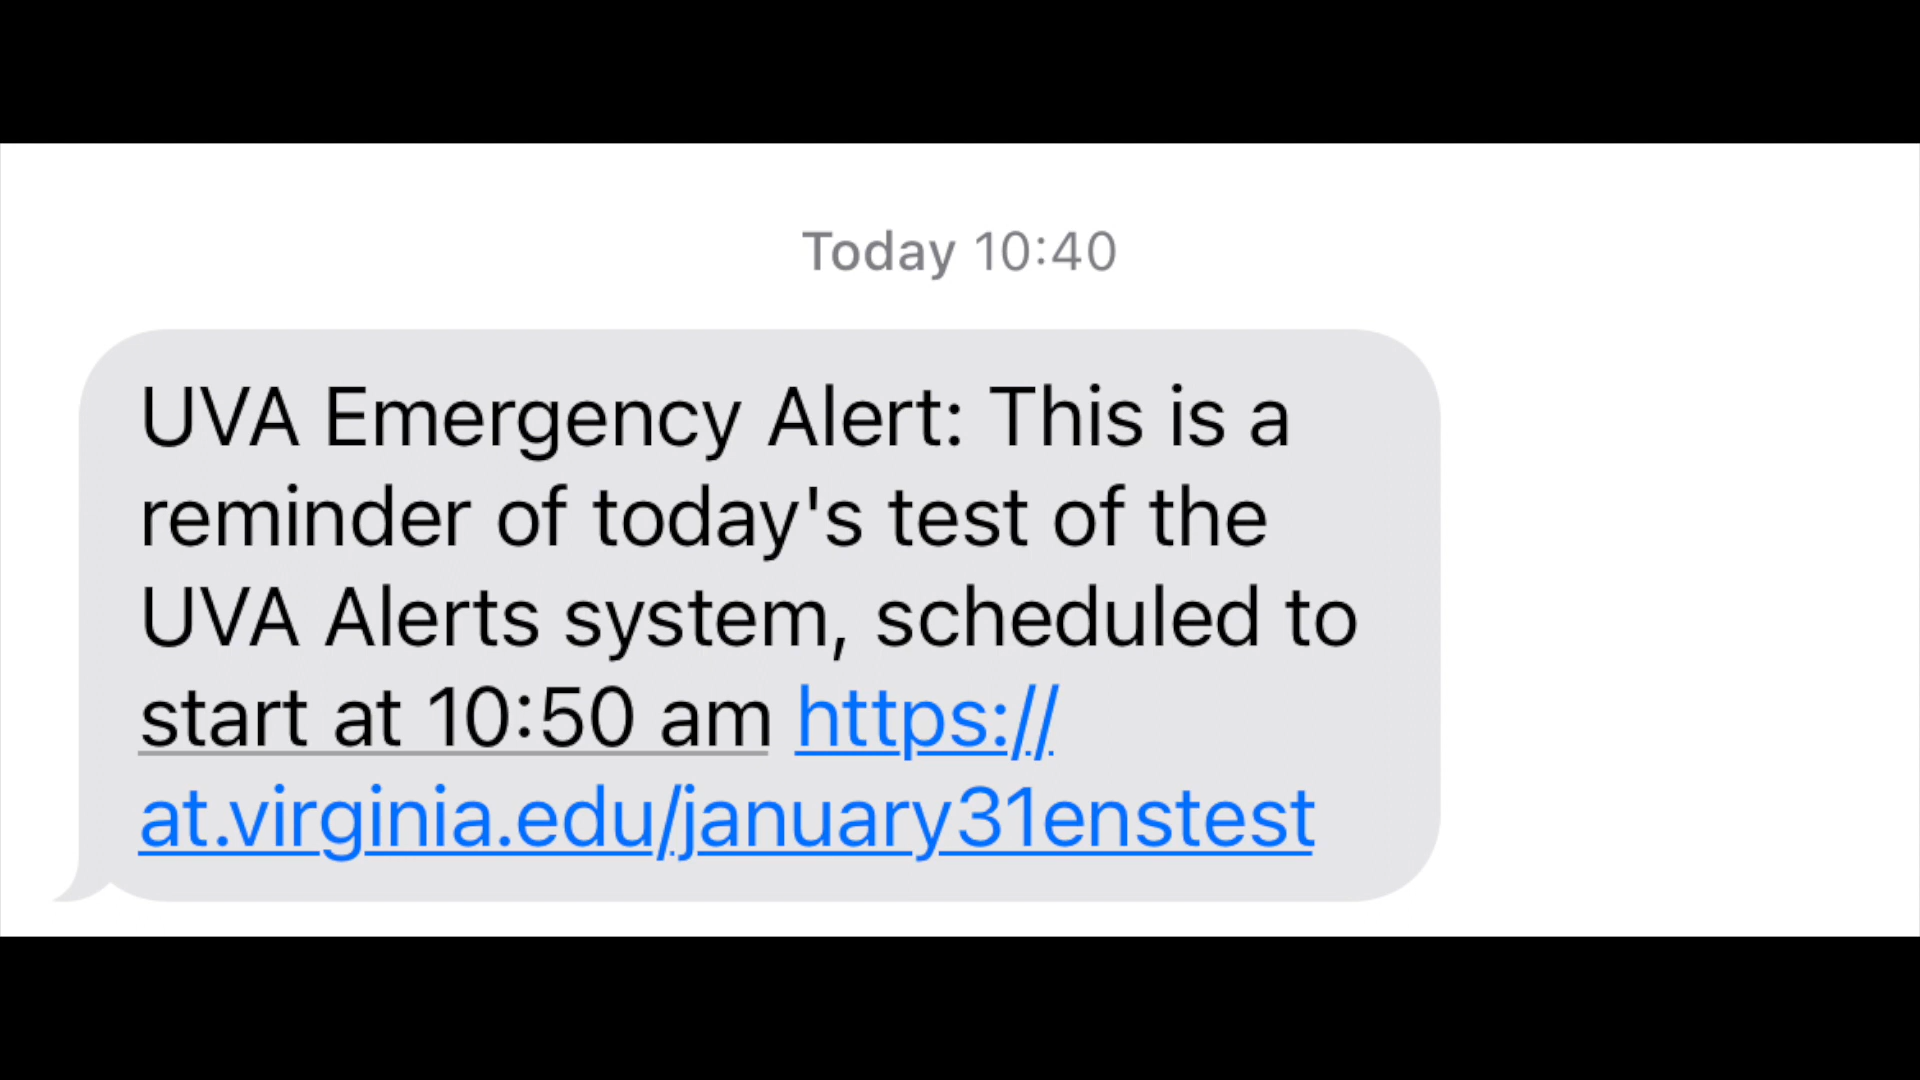 Today 10:40
UVA Emergency Alert: This is a
reminder of today's test of the
UVA Alerts system, scheduled to
start at 10:50 am https://
at.virginia.edu/january31enstest